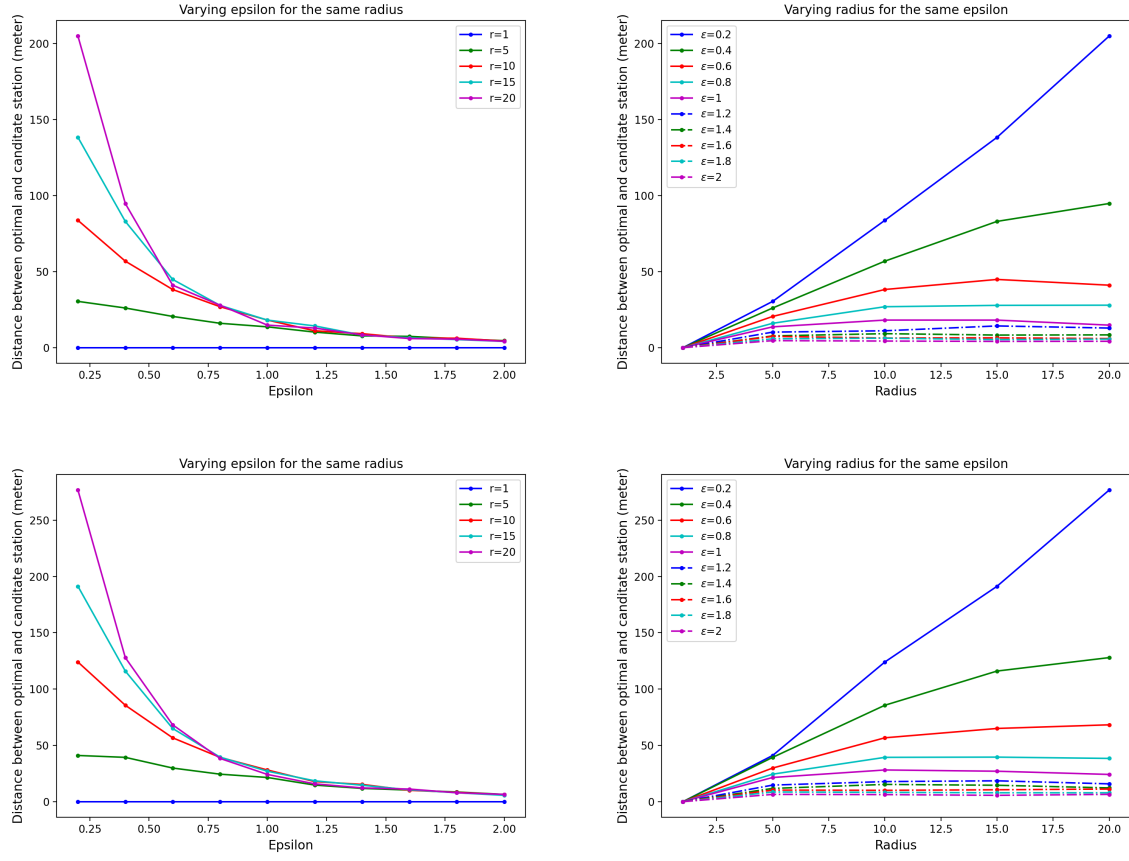 Varying epsilon for the same radius
Distance between optimal and canditate station (meter)
200
150
100
50
0
r=1
r=5
r=10
r=15
r=20
0.25 0.50 0.75 1.00 1.25 1.50 1.75 2.00
Epsilon
Varying radius for the same epsilon
Distance between optimal and canditate station (meter)
200
150
100
50
0
ε=0.2
ε=0.4
ε=0.6
ε=0.8
ε=1
ε=1.2
ε=1.4
ε=1.6
ε=1.8
ε=2
2.5 5.0 7.5 10.0 12.5 15.0 17.5 20.0
Radius
Varying epsilon for the same radius
Distance between optimal and canditate station (meter)
250
200
150
100
50
0
r=1
r=5
r=10
r=15
r=20
0.25 0.50 0.75 1.00 1.25 1.50 1.75 2.00
Epsilon
Varying radius for the same epsilon
Distance between optimal and canditate station (meter)
250
200
150
100
50
0
ε=0.2
ε=0.4
ε=0.6
ε=0.8
ε=1
ε=1.2
ε=1.4
ε=1.6
ε=1.8
ε=2
2.5 5.0 7.5 10.0 12.5 15.0 17.5 20.0
Radius